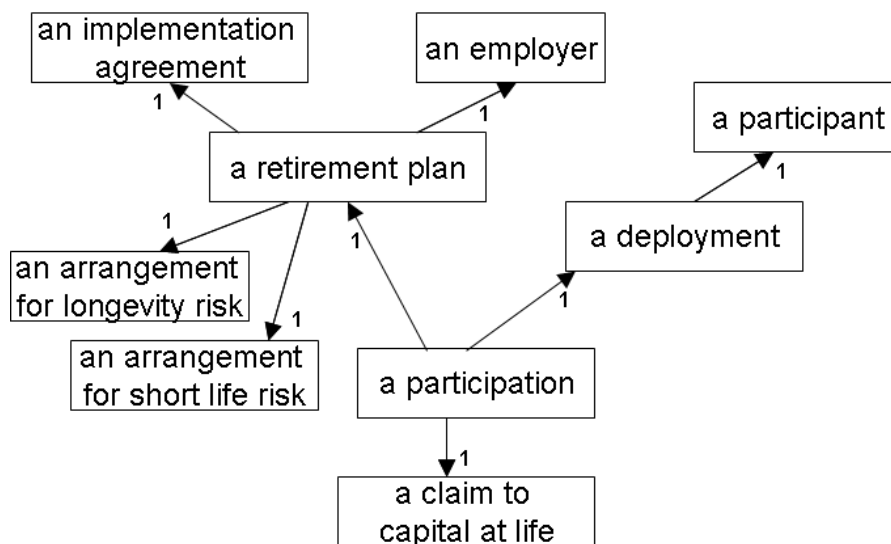 an implementation
agreement
an employer
1
1
a participant
a retirement plan
1
a deployment
1
1
an arrangement
for longevity risk
1
1
an arrangement
for short life risk
a participation
1
a claim to
capital at life